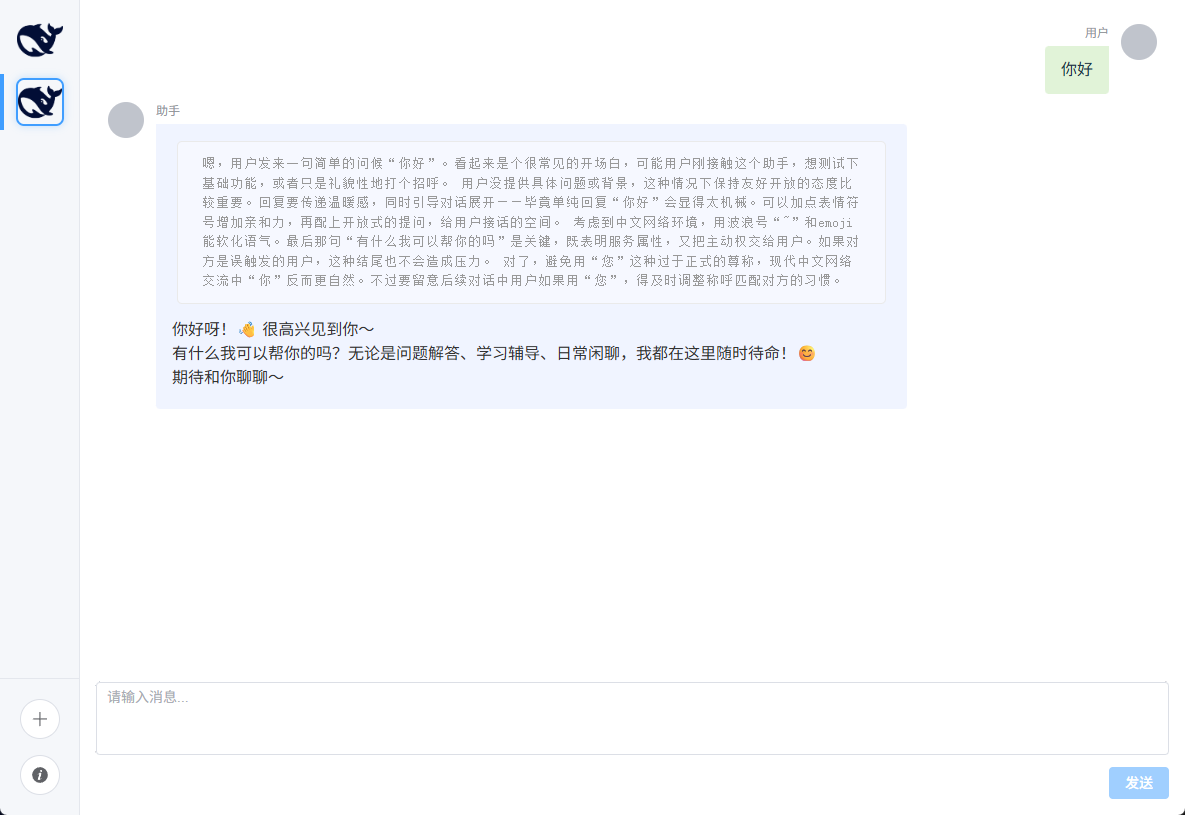 用户
你好
助手
嗯，用户发来一句简单的问候“你好”。看起来是个很常见的开场白，可能用户刚接触这个助手，想测试下
基础功能，或者只是礼貌性地打个招呼。 用户没提供具体问题或背景，这种情况下保持友好开放的态度比
较重要。回复要传递温暖感，同时引导对话展开——毕竟单纯回复“你好”会显得太机械。可以加点表情符
号增加亲和力，再配上开放式的提问，给用户接话的空间。 考虑到中文网络环境，用波浪号“~”和emoji
能软化语气。最后那句“有什么我可以帮你的吗”是关键，既表明服务属性，又把主动权交给用户。如果对
方是误触发的用户，这种结尾也不会造成压力。 对了，避免用“您”这种过于正式的尊称，现代中文网络
交流中“你”反而更自然。不过要留意后续对话中用户如果用“您”，得及时调整称呼匹配对方的习惯。
你好呀！ 👋 很高兴见到你～
有什么我可以帮你的吗？无论是问题解答、学习辅导、日常闲聊，我都在这里随时待命！😊
期待和你聊聊～
请输入消息...
发送